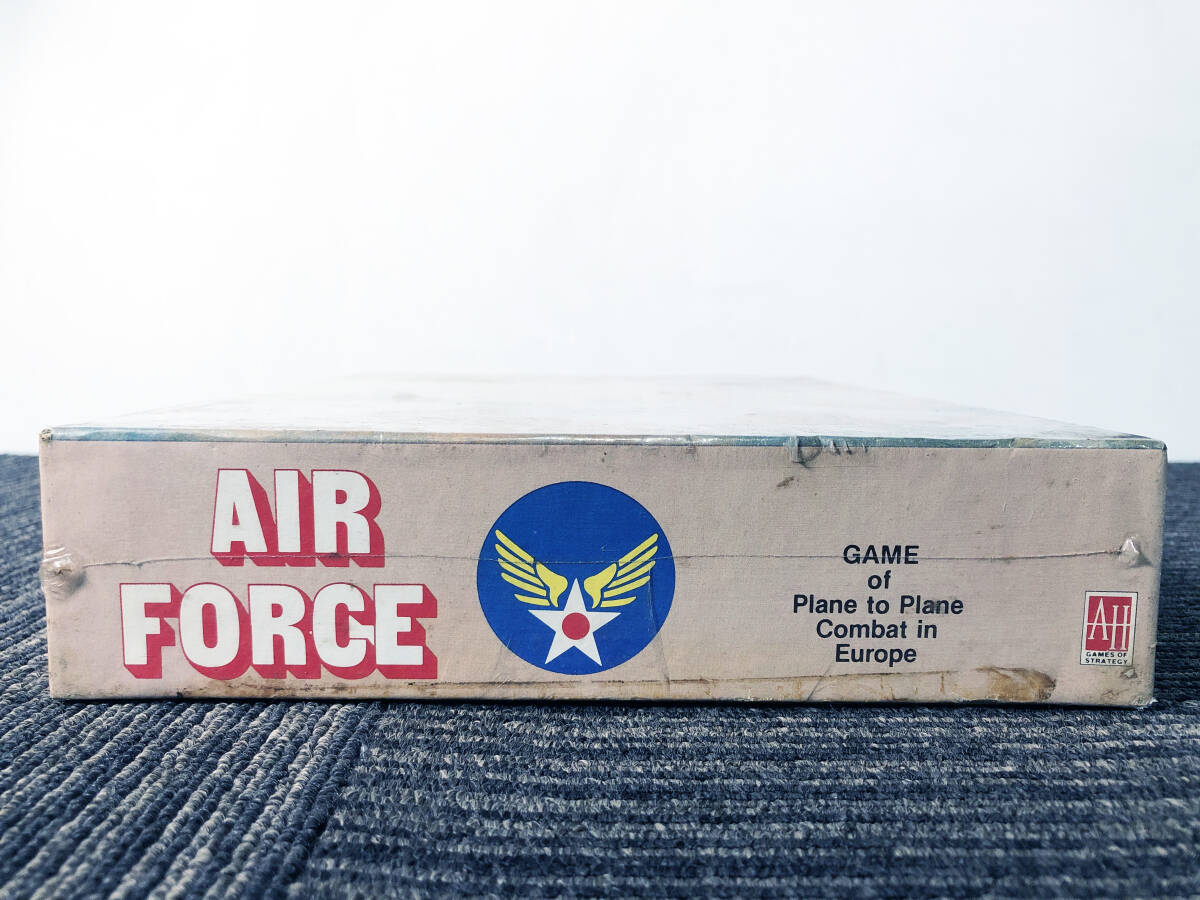 AIR
FORCE
GAME
of
Plane to Plane
Combat in
Europe
AH
GAMES OF
STRATEGY